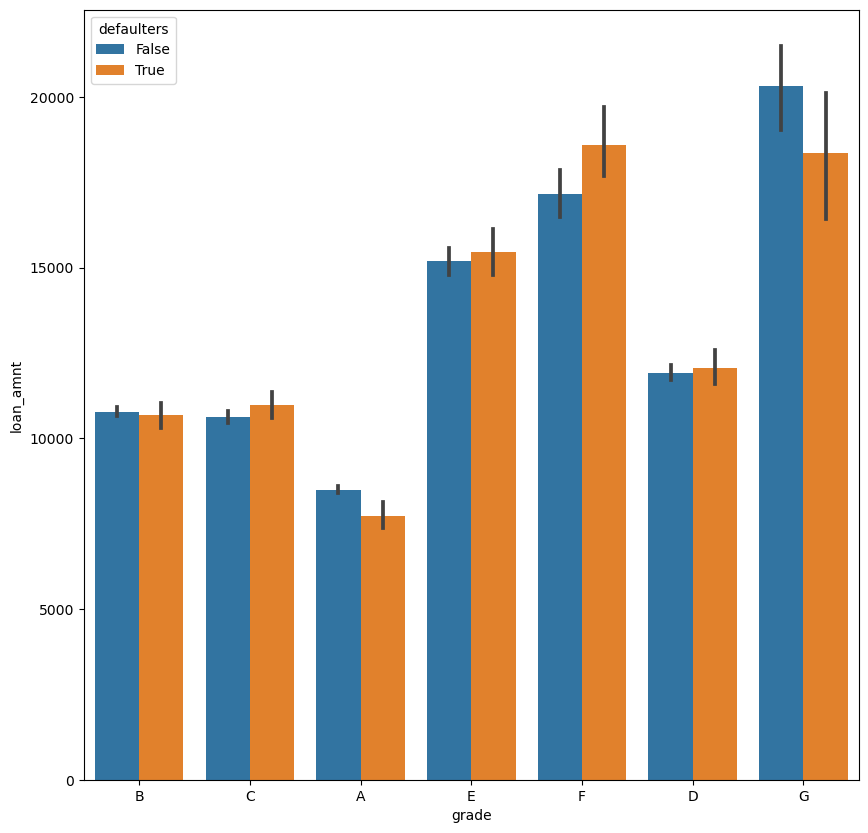 defaulters
False
True
20000
15000
10000
5000
0
loan_amnt
B C A E F D G
grade